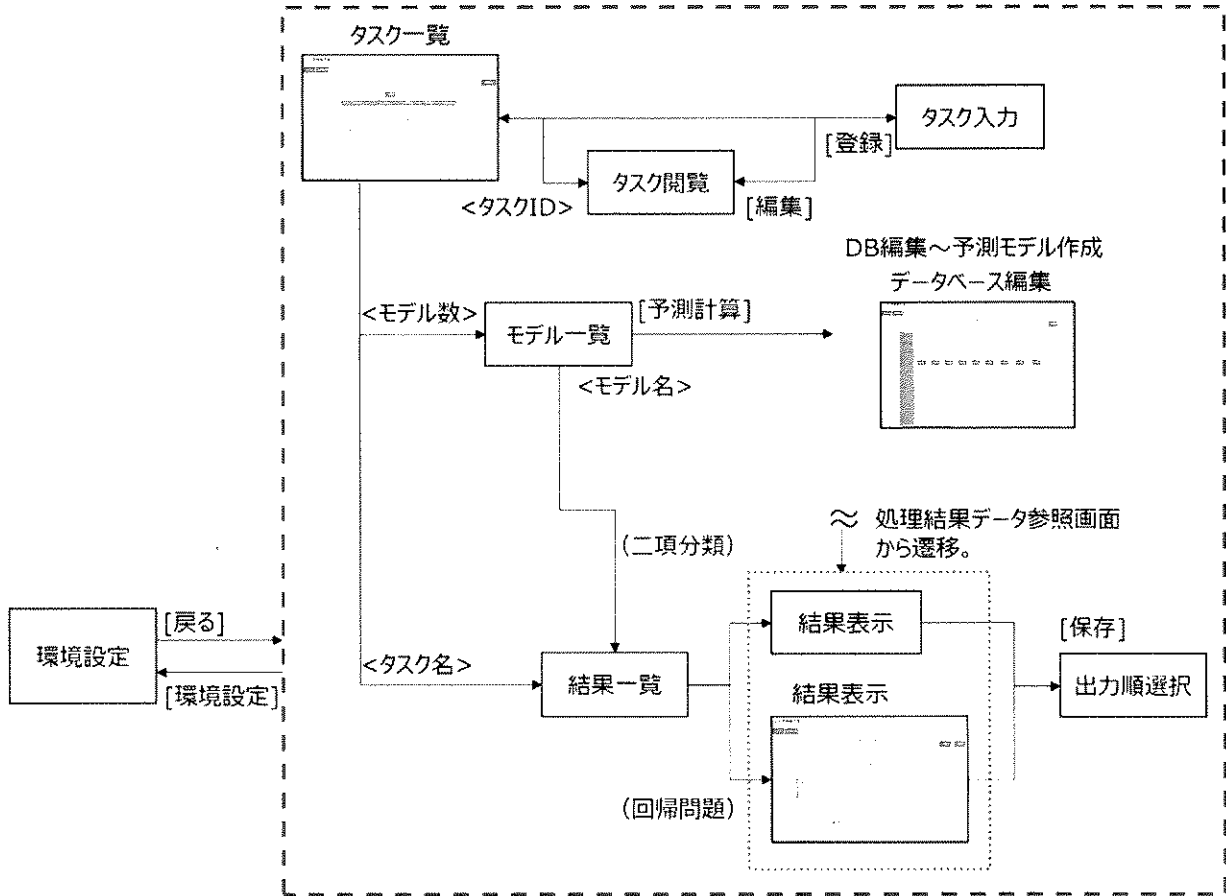 タスク一覧
タスク入力
[登録]
タスク閲覧
<タスクID>
[編集]
DB編集～予測モデル作成
データベース編集
<モデル数>
モデル一覧
[予測計算]
<モデル名>
≈ 処理結果データ参照画面
から遷移。
(二項分類)
環境設定
[戻る]
[環境設定]
<タスク名>
結果一覧
結果表示
結果表示
(回帰問題)
[保存]
出力順選択